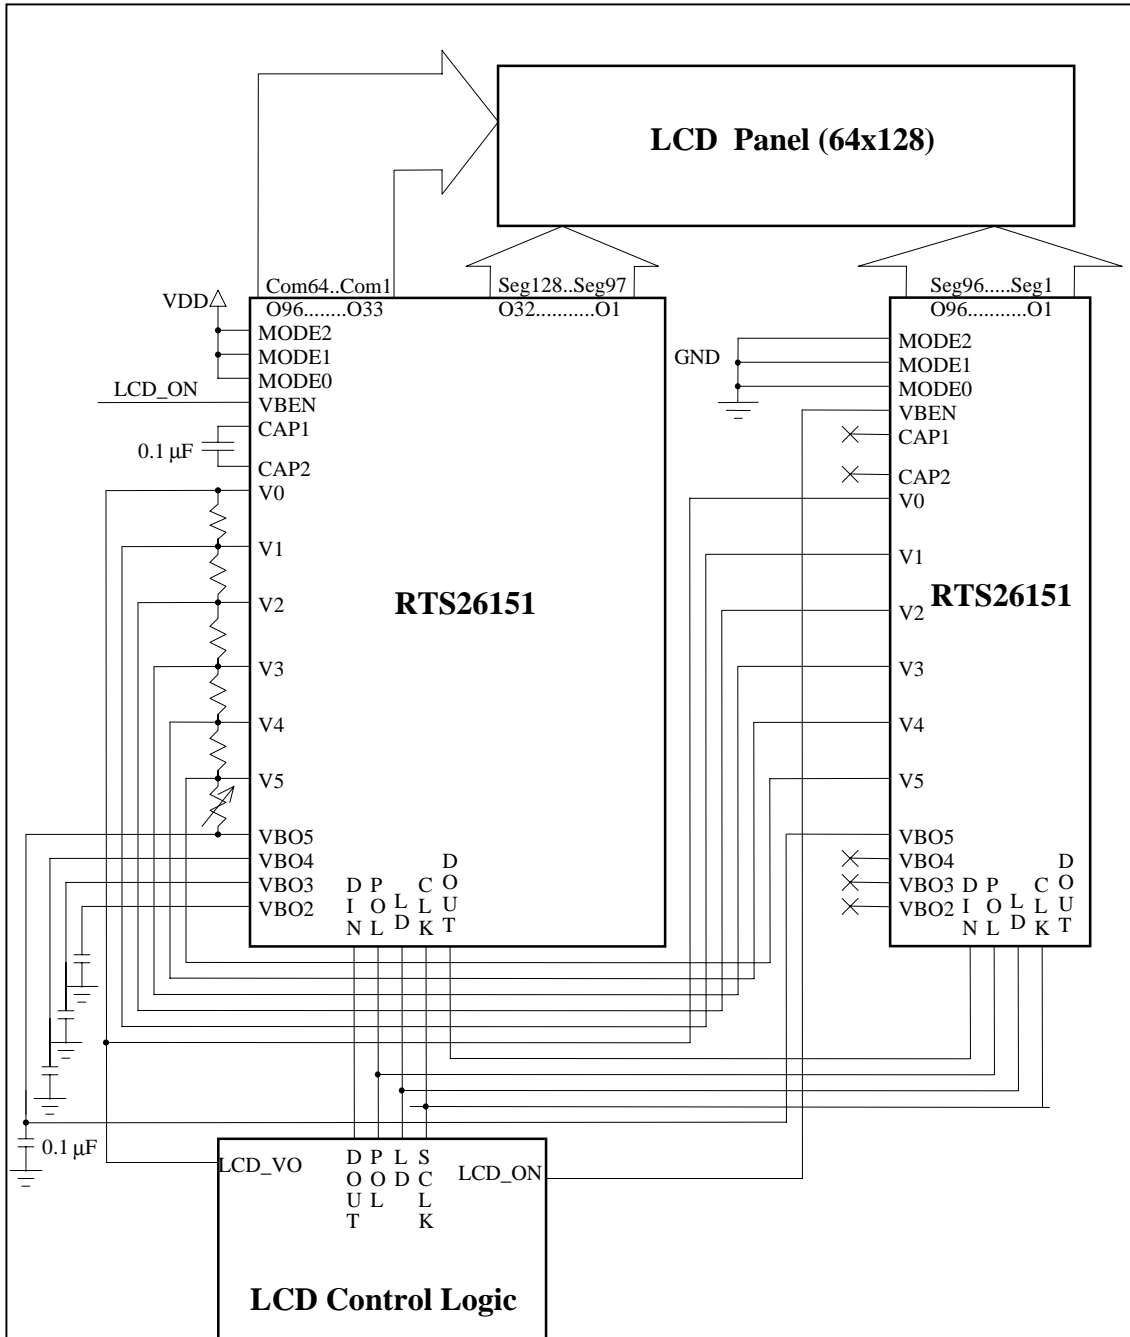 LCD Panel (64x128)
Com64..Com1
Seg128..Seg97
Seg96.....Seg1
VDD
O96........O33
O32...........O1
O96...........O1
MODE2
MODE1
MODE0
LCD_ON
VBEN
CAP1
0.1 μF
CAP2
V0
V1
V2
RTS26151
V3
V4
V5
VBO5
VBO4
VBO3
VBO2
DIN
POL
LD
CLK
DOUT
GND
MODE2
MODE1
MODE0
VBEN
CAP1
CAP2
V0
V1
RTS26151
V2
V3
V4
V5
VBO5
VBO4
VBO3
VBO2
DIN
POL
LD
CLK
DOUT
0.1 μF
LCD_VO
DOUT
POL
LD
SCLK
LCD_ON
LCD Control Logic